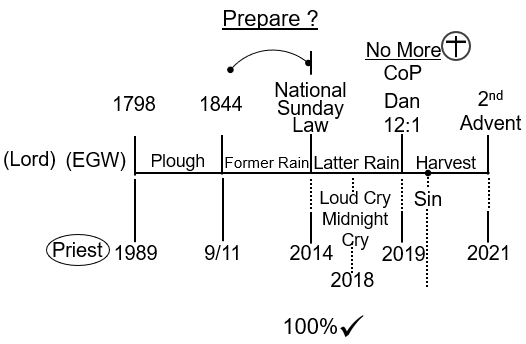 Prepare ?
No More
CoP
National
Sunday
Law
1798
1844
Dan
12:1
2nd
Advent
(Lord) (EGW)
Plough
Former Rain
Latter Rain
Harvest
Loud Cry
Midnight
Cry
Sin
Priest
1989
9/11
2014
2019
2021
2018
100%